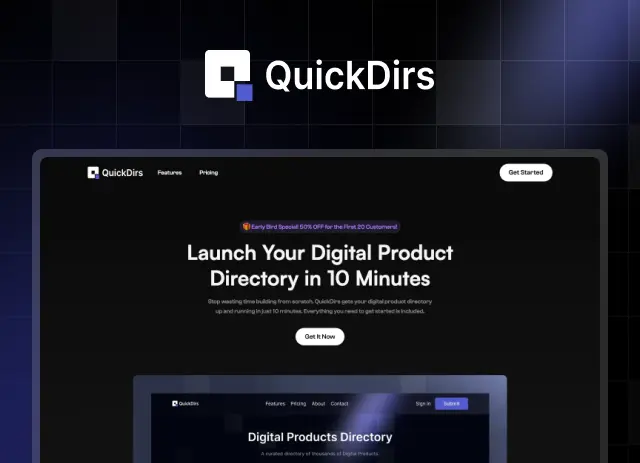 QuickDirs
QuickDirs Features Pricing Get Started
🎁 Early Bird Special! 50% OFF for the First 20 Customers!
Launch Your Digital Product
Directory in 10 Minutes
Stop wasting time building from scratch. QuickDirs gets your digital product directory
up and running in just 10 minutes. Everything you need to get started is included.
Get It Now
QuickDirs Features Pricing About Contact Sign in Submit
Digital Products Directory
A curated directory of thousands of Digital Products.